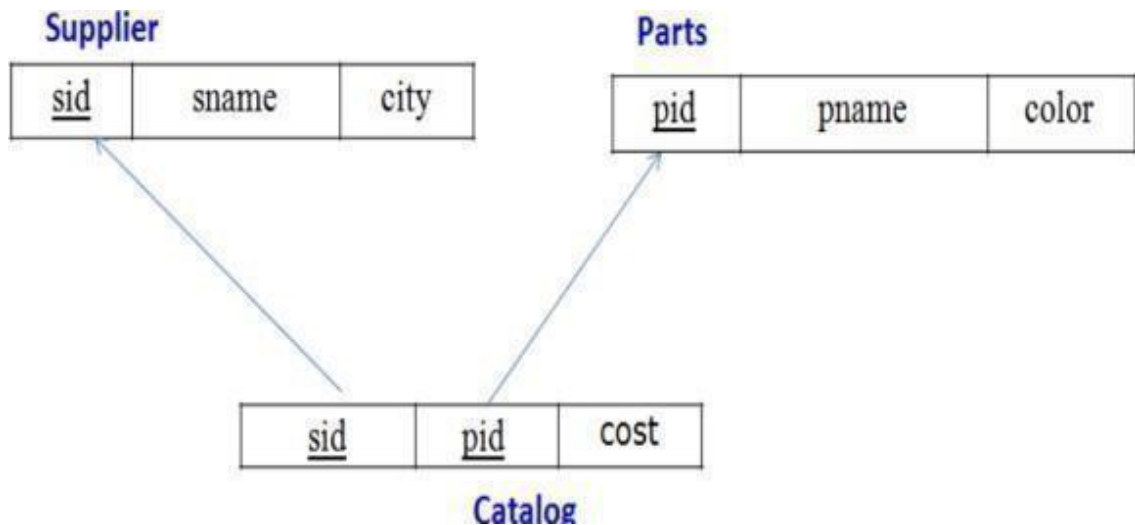 Supplier
sid sname city
Parts
pid pname color
sid pid cost
Catalog